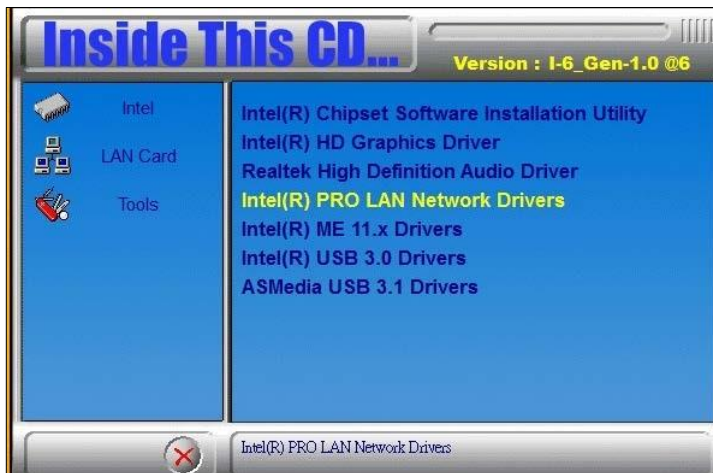 Inside This CD...
Version : I-6_Gen-1.0 @6
Intel
LAN Card
Tools
Intel(R) Chipset Software Installation Utility
Intel(R) HD Graphics Driver
Realtek High Definition Audio Driver
Intel(R) PRO LAN Network Drivers
Intel(R) ME 11.x Drivers
Intel(R) USB 3.0 Drivers
ASMedia USB 3.1 Drivers
Intel(R) PRO LAN Network Drivers